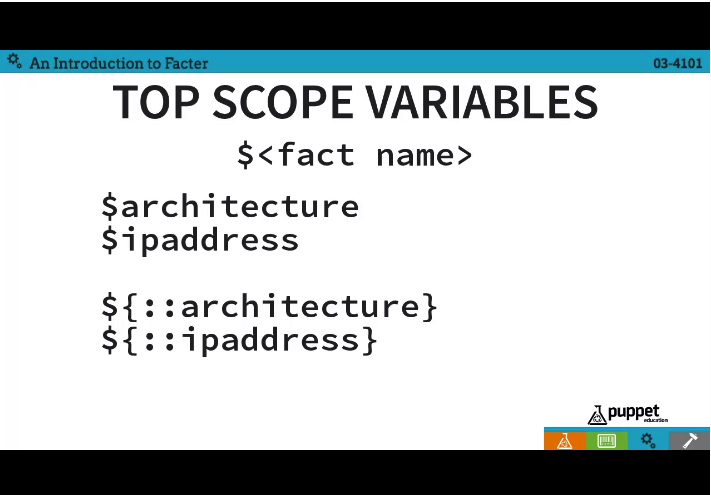 An Introduction to Facter
03-4101
TOP SCOPE VARIABLES
$<fact name>
$architecture
$ipaddress
${::architecture}
${::ipaddress}
puppet
education